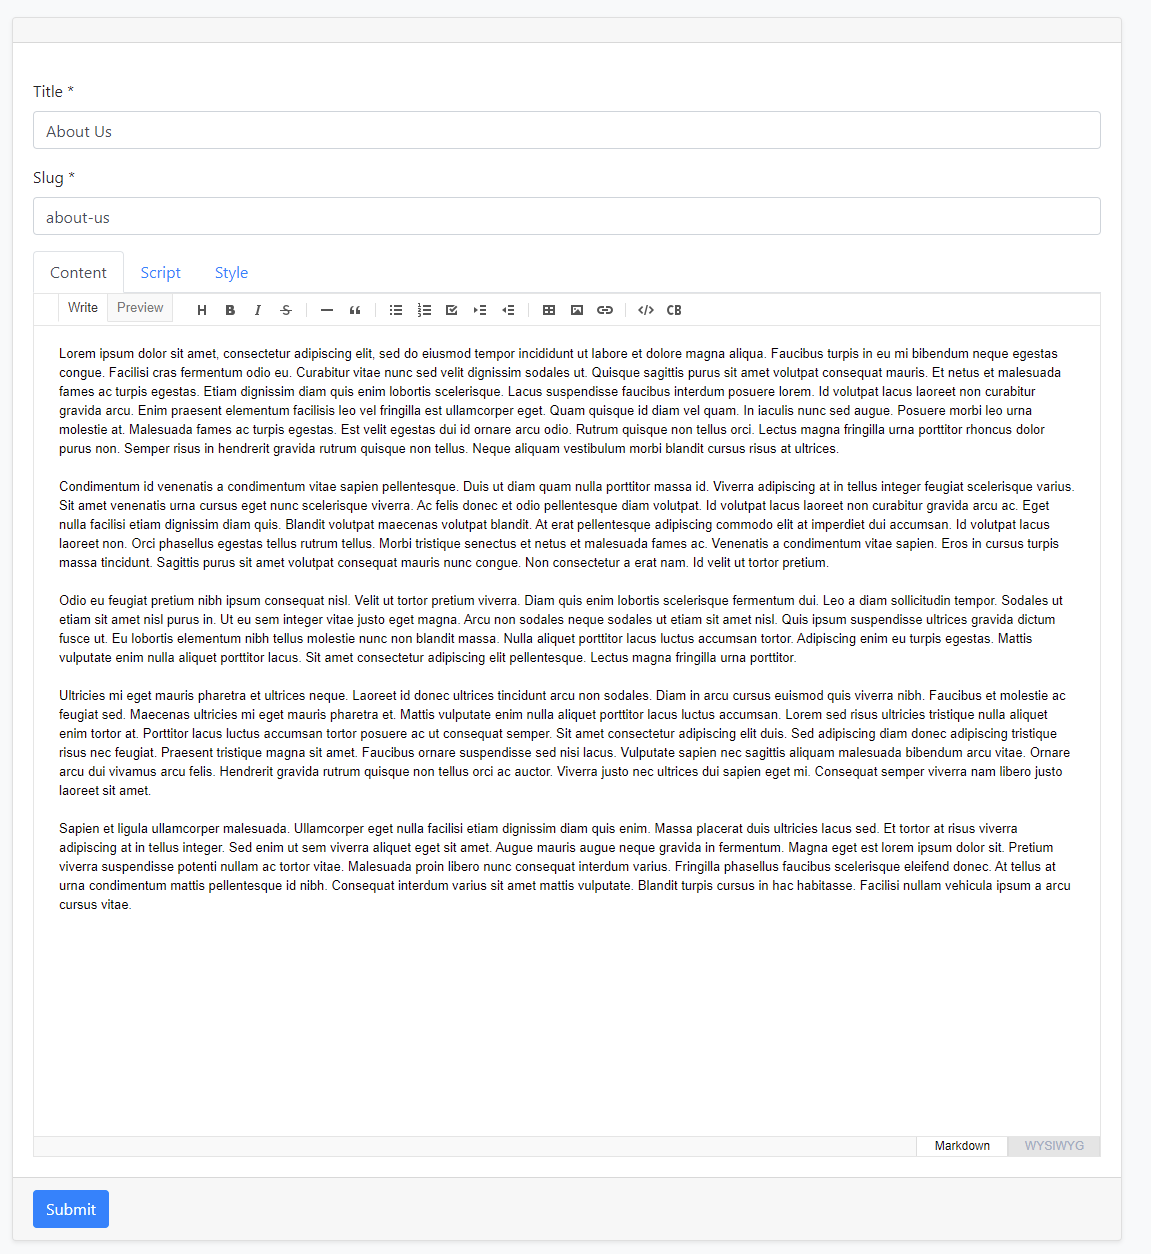 Title *
About Us
Slug *
about-us
Content Script Style
Write Preview H B I S — “ </> CB
Lorem ipsum dolor sit amet, consectetur adipiscing elit, sed do eiusmod tempor incididunt ut labore et dolore magna aliqua. Faucibus turpis in eu mi bibendum neque egestas
congue. Facilisi cras fermentum odio eu. Curabitur vitae nunc sed velit dignissim sodales ut. Quisque sagittis purus sit amet volutpat consequat mauris. Et netus et malesuada
fames ac turpis egestas. Etiam dignissim diam quis enim lobortis scelerisque. Lacus suspendisse faucibus interdum posuere lorem. Id volutpat lacus laoreet non curabitur
gravida arcu. Enim praesent elementum facilisis leo vel fringilla est ullamcorper eget. Quam quisque id diam vel quam. In iaculis nunc sed augue. Posuere morbi leo urna
molestie at. Malesuada fames ac turpis egestas. Est velit egestas dui id ornare arcu odio. Rutrum quisque non tellus orci. Lectus magna fringilla urna porttitor rhoncus dolor
purus non. Semper risus in hendrerit gravida rutrum quisque non tellus. Neque aliquam vestibulum morbi blandit cursus risus at ultrices.
Condimentum id venenatis a condimentum vitae sapien pellentesque. Duis ut diam quam nulla porttitor massa id. Viverra adipiscing at in tellus integer feugiat scelerisque varius.
Sit amet venenatis urna cursus eget nunc scelerisque viverra. Ac felis donec et odio pellentesque diam volutpat. Id volutpat lacus laoreet non curabitur gravida arcu ac. Eget
nulla facilisi etiam dignissim diam quis. Blandit volutpat maecenas volutpat blandit. At erat pellentesque adipiscing commodo elit at imperdiet dui accumsan. Id volutpat lacus
laoreet non. Orci phasellus egestas tellus rutrum tellus. Morbi tristique senectus et netus et malesuada fames ac. Venenatis a condimentum vitae sapien. Eros in cursus turpis
massa tincidunt. Sagittis purus sit amet volutpat consequat mauris nunc congue. Non consectetur a erat nam. Id velit ut tortor pretium.
Odio eu feugiat pretium nibh ipsum consequat nisl. Velit ut tortor pretium viverra. Diam quis enim lobortis scelerisque fermentum dui. Leo a diam sollicitudin tempor. Sodales ut
etiam sit amet nisl purus in. Ut eu sem integer vitae justo eget magna. Arcu non sodales neque sodales ut etiam sit amet nisl. Quis ipsum suspendisse ultrices gravida dictum
fusce ut. Eu lobortis elementum nibh tellus molestie nunc non blandit massa. Nulla aliquet porttitor lacus luctus accumsan tortor. Adipiscing enim eu turpis egestas. Mattis
vulputate enim nulla aliquet porttitor lacus. Sit amet consectetur adipiscing elit pellentesque. Lectus magna fringilla urna porttitor.
Ultricies mi eget mauris pharetra et ultrices neque. Laoreet id donec ultrices tincidunt arcu non sodales. Diam in arcu cursus euismod quis viverra nibh. Faucibus et molestie ac
feugiat sed. Maecenas ultricies mi eget mauris pharetra et. Mattis vulputate enim nulla aliquet porttitor lacus luctus accumsan. Lorem sed risus ultricies tristique nulla aliquet
enim tortor at. Porttitor lacus luctus accumsan tortor posuere ac ut consequat semper. Sit amet consectetur adipiscing elit duis. Sed adipiscing diam donec adipiscing tristique
risus nec feugiat. Praesent tristique magna sit amet. Faucibus ornare suspendisse sed nisi lacus. Vulputate sapien nec sagittis aliquam malesuada bibendum arcu vitae. Ornare
arcu dui vivamus arcu felis. Hendrerit gravida rutrum quisque non tellus orci ac auctor. Viverra justo nec ultrices dui sapien eget mi. Consequat semper viverra nam libero justo
laoreet sit amet.
Sapien et ligula ullamcorper malesuada. Ullamcorper eget nulla facilisi etiam dignissim diam quis enim. Massa placerat duis ultricies lacus sed. Et tortor at risus viverra
adipiscing at in tellus integer. Sed enim ut sem viverra aliquet eget sit amet. Augue mauris augue neque gravida in fermentum. Magna eget est lorem ipsum dolor sit. Pretium
viverra suspendisse potenti nullam ac tortor vitae. Malesuada proin libero nunc consequat interdum varius. Fringilla phasellus faucibus scelerisque eleifend donec. At tellus at
urna condimentum mattis pellentesque id nibh. Consequat interdum varius sit amet mattis vulputate. Blandit turpis cursus in hac habitasse. Facilisi nullam vehicula ipsum a arcu
cursus vitae.
Markdown WYSIWYG
Submit